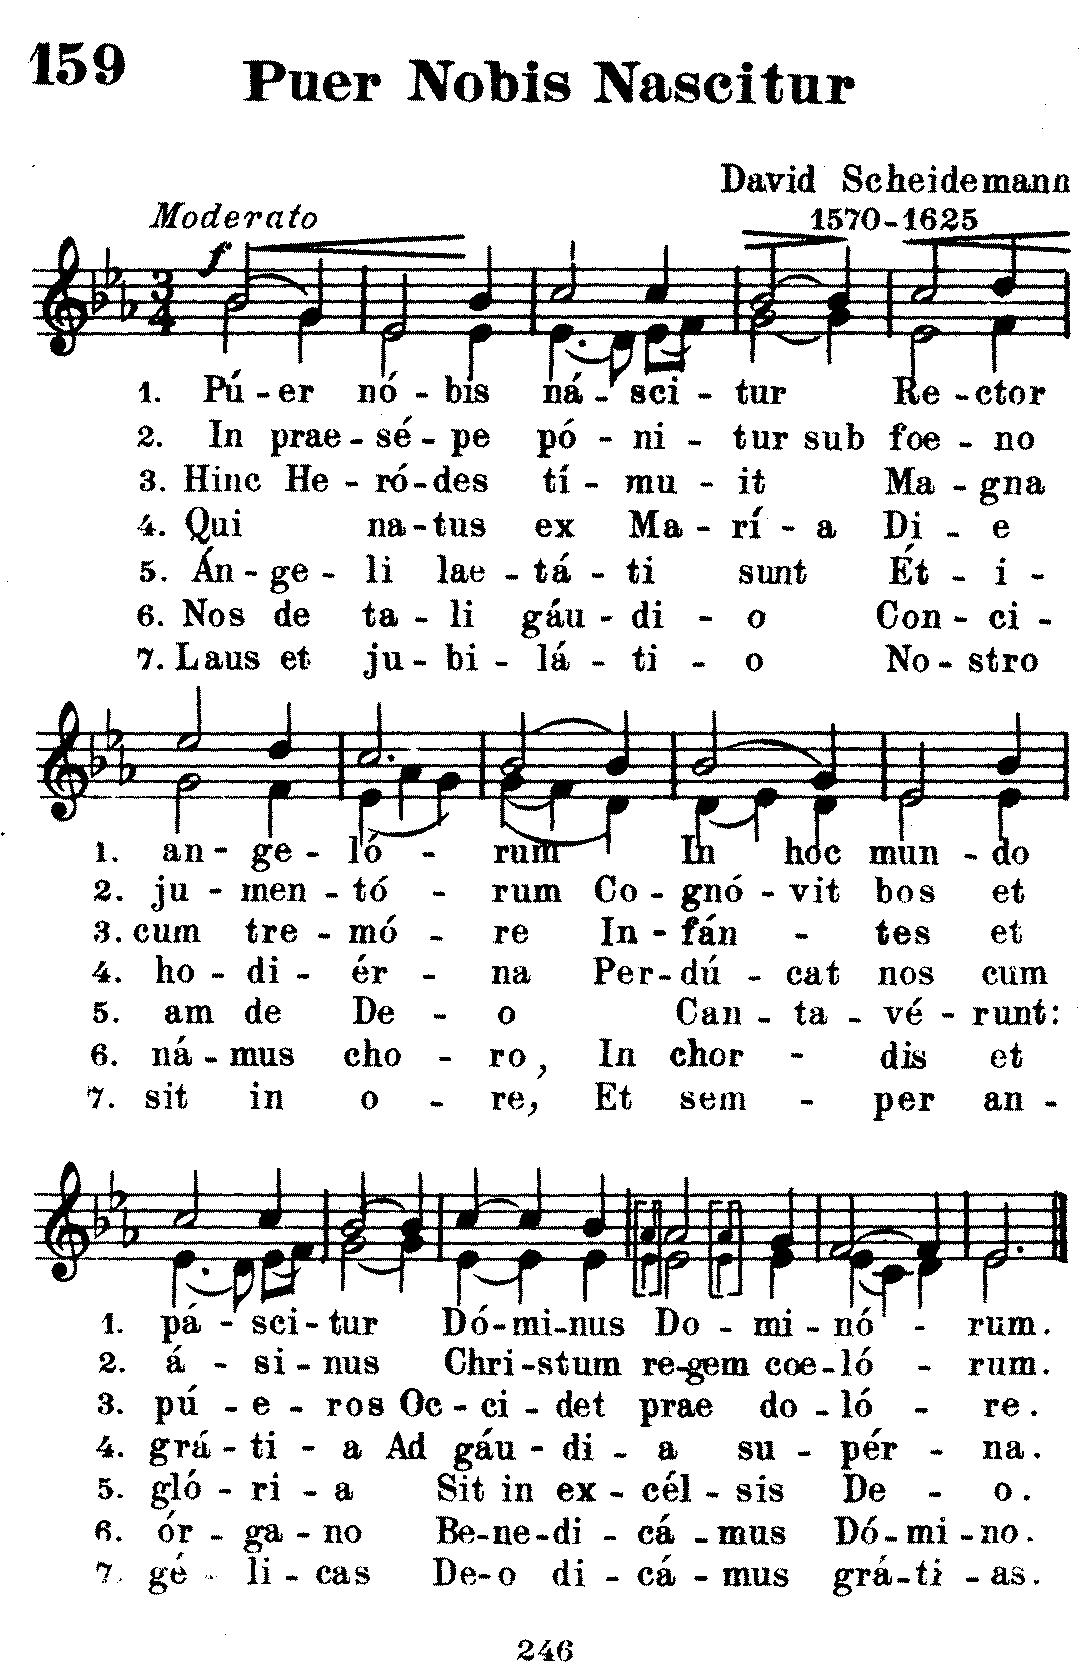 159
Puer Nobis Nascitur
David Scheidemann
1570-1625
Moderato
f
1. Pú-er nó-bis ná-sci-tur Re-ctor
2. In prae-sé-pe pó-ni-tur sub foe-no
3. Hinc He-ró-des tí-mu-it Ma-gna
4. Qui na-tus ex Ma-rí-a Di-e
5. Án-ge-li lae-tá-ti sunt Ét-i-
6. Nos de ta-li gáu-di-o Con-ci-
7. Laus et ju-bi-lá-ti-o No-stro
1. an-ge-ló-rum In hoc mun-do
2. ju-men-tó-rum Co-gnó-vit bos et
3. cum tre-mó-re In-fán-tes et
4. ho-di-ér-na Per-dú-cat nos cum
5. am de De-o Can-ta-vé-runt:
6. ná-mus cho-ro, In chor-dis et
7. sit in o-re, Et sem-per an-
1. pá-sci-tur Dó-mi-nus Do-mi-nó-rum.
2. á-si-nus Chri-stum re-gem coe-ló-rum.
3. pú-e-ros Oc-ci-det prae do-ló-re.
4. grá-ti-a Ad gáu-di-a su-pér-na.
5. gló-ri-a Sit in ex-cél-sis De-o.
6. ór-ga-no Be-ne-di-cá-mus Dó-mi-no.
7. gé-li-cas De-o di-cá-mus grá-ti-as.
246